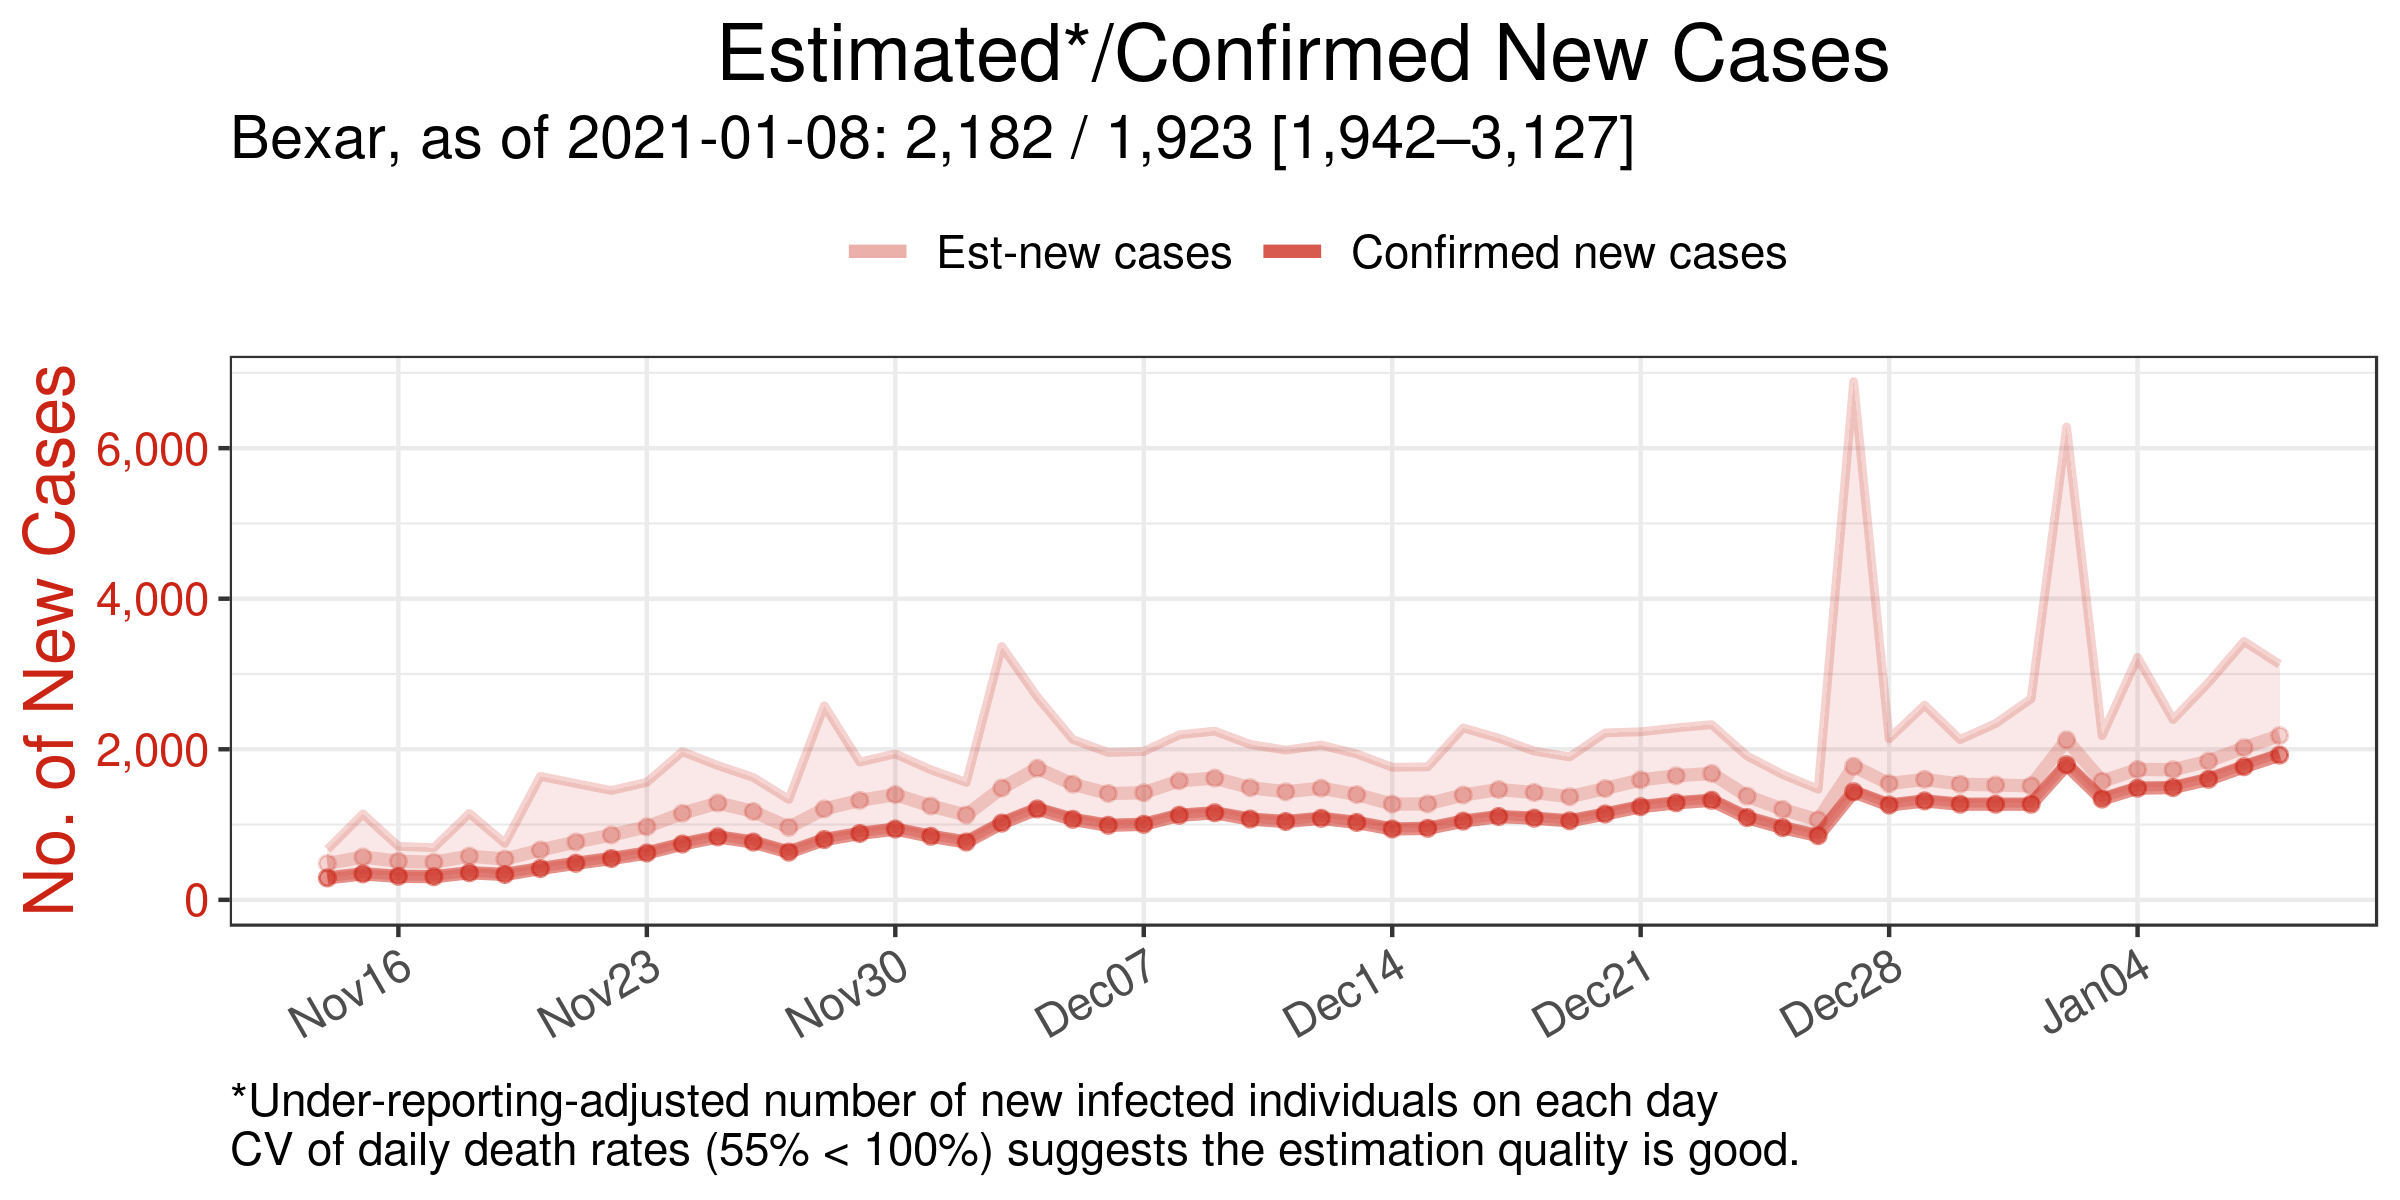 Estimated*/Confirmed New Cases
Bexar, as of 2021-01-08: 2,182 / 1,923 [1,942–3,127]
Est-new cases Confirmed new cases
No. of New Cases
6,000
4,000
2,000
0
Nov16 Nov23 Nov30 Dec07 Dec14 Dec21 Dec28 Jan04
*Under-reporting-adjusted number of new infected individuals on each day
CV of daily death rates (55% < 100%) suggests the estimation quality is good.